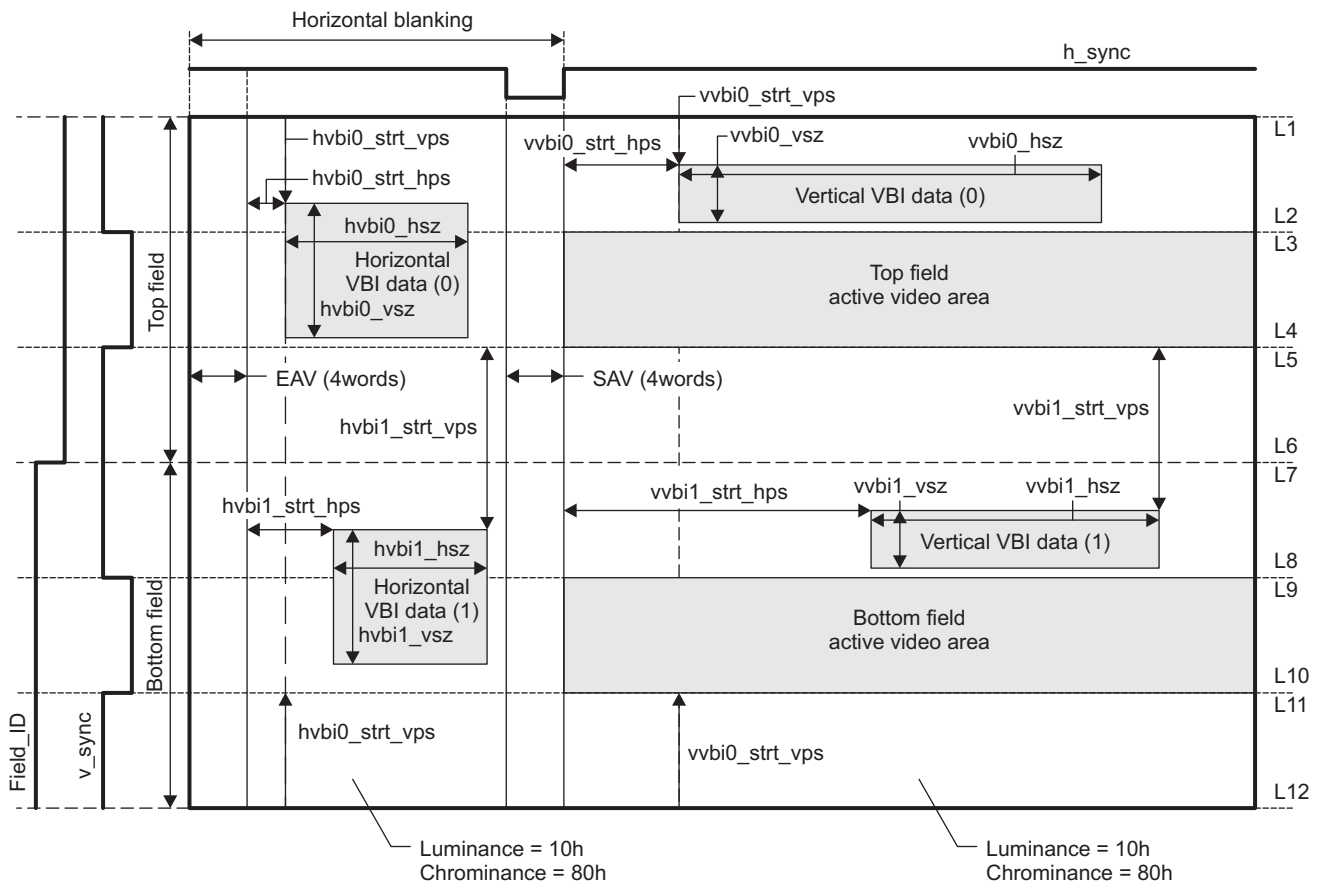 Horizontal blanking
h_sync
vvbi0_strt_vps
hvbi0_strt_vps
vvbi0_strt_hps
vvbi0_vsz
vvbi0_hsz
L1
hvbi0_strt_hps
Vertical VBI data (0)
L2
hvbi0_hsz
L3
Horizontal
VBI data (0)
hvbi0_vsz
Top field
active video area
Top field
L4
L5
EAV (4words)
SAV (4words)
hvbi1_strt_vps
vvbi1_strt_vps
L6
L7
hvbi1_strt_hps
vvbi1_strt_hps
vvbi1_vsz
vvbi1_hsz
hvbi1_hsz
Vertical VBI data (1)
L8
Horizontal
VBI data (1)
hvbi1_vsz
L9
Bottom field
Bottom field
active video area
L10
L11
Field_ID
v_sync
hvbi0_strt_vps
vvbi0_strt_vps
L12
Luminance = 10h
Chrominance = 80h
Luminance = 10h
Chrominance = 80h